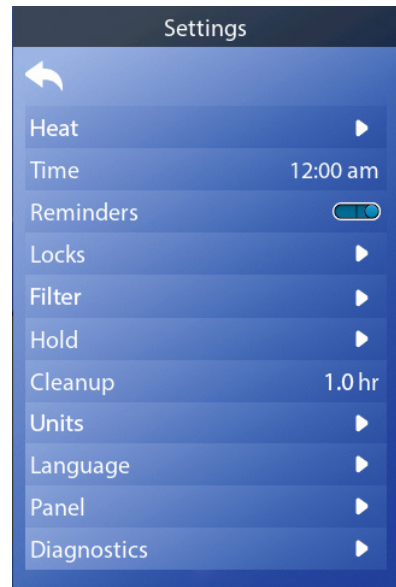 Settings
Heat
Time 12:00 am
Reminders
Locks
Filter
Hold
Cleanup 1.0 hr
Units
Language
Panel
Diagnostics